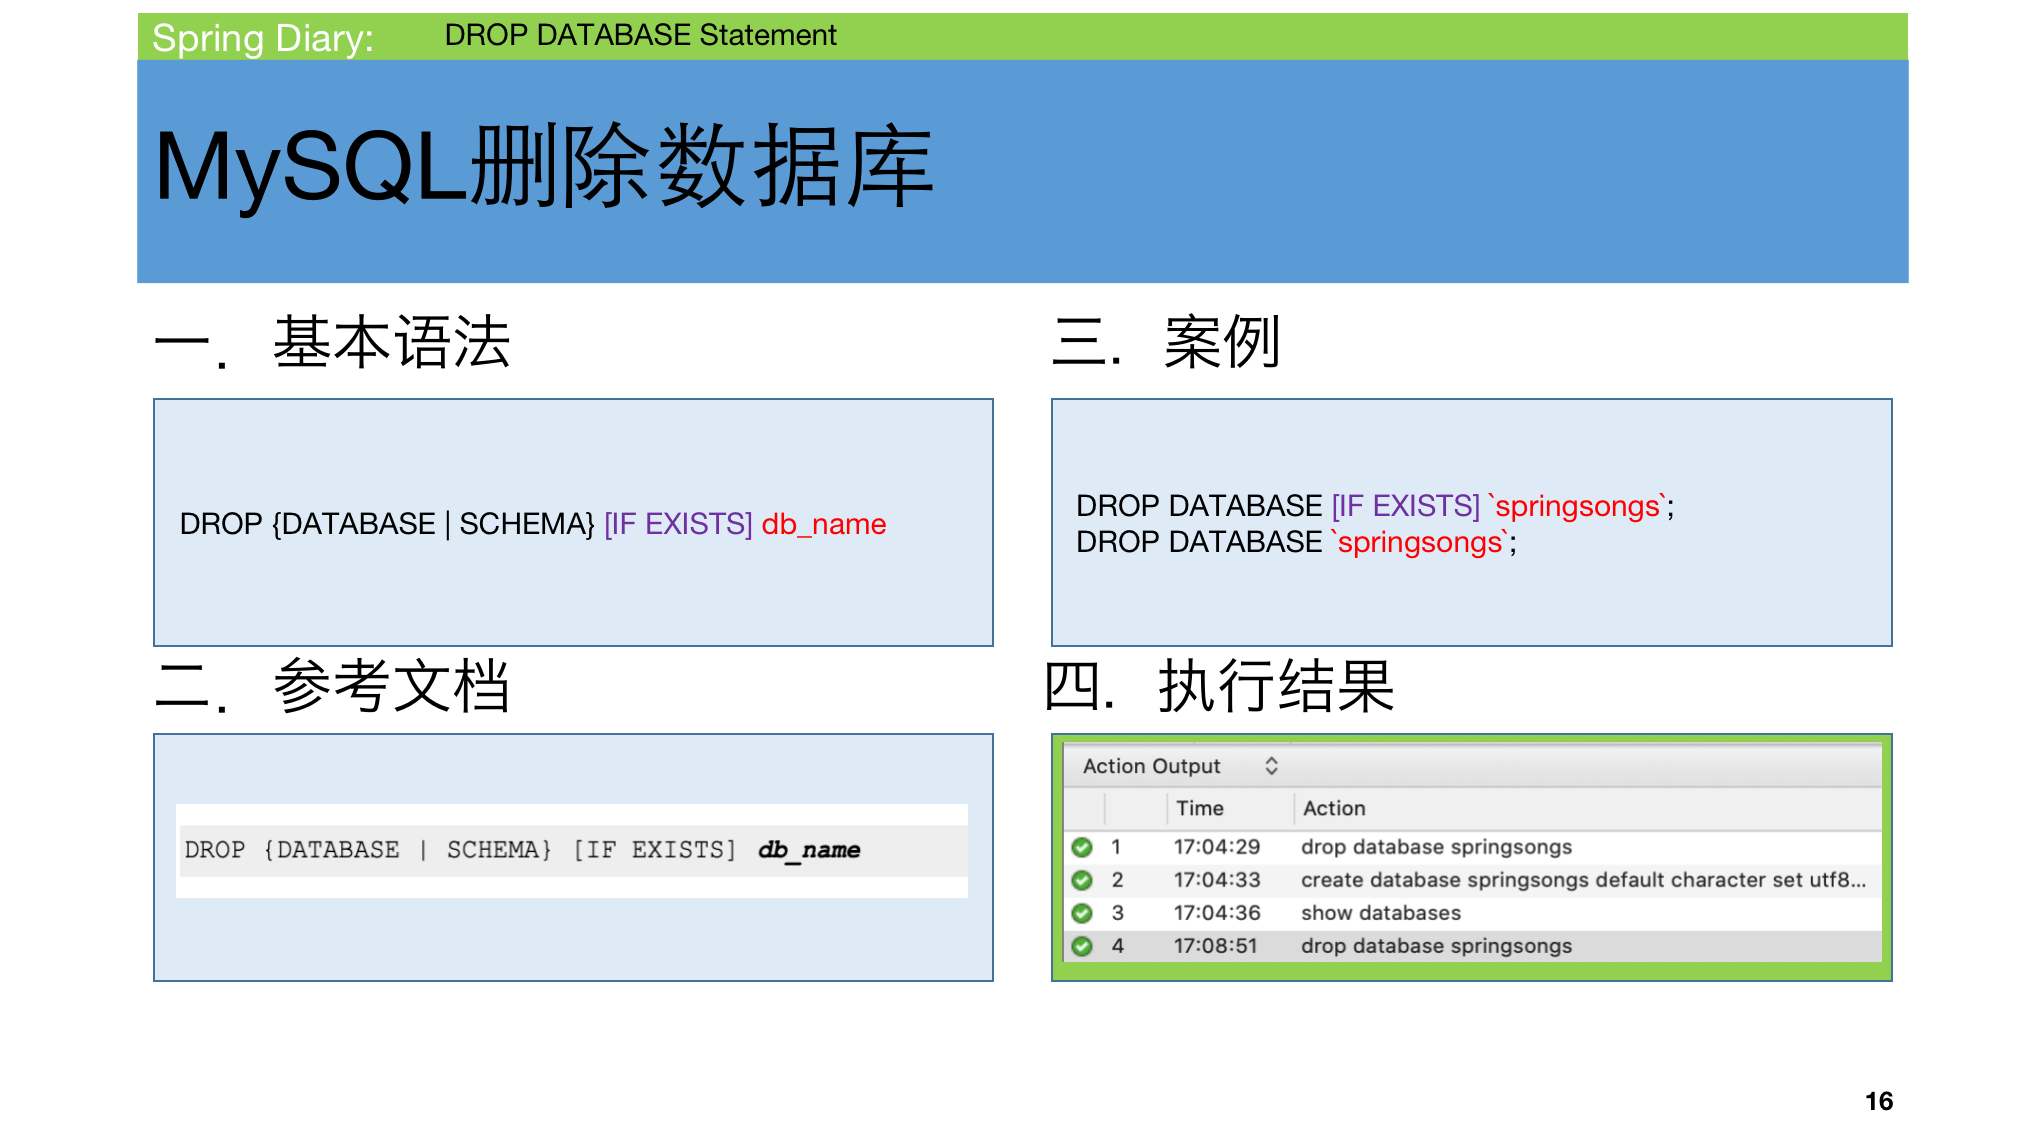 Spring Diary: DROP DATABASE Statement
MySQL删除数据库
一. 基本语法
DROP {DATABASE | SCHEMA} [IF EXISTS] db_name
二. 参考文档
DROP {DATABASE | SCHEMA} [IF EXISTS] db_name
三. 案例
DROP DATABASE [IF EXISTS] `springsongs`;
DROP DATABASE `springsongs`;
四. 执行结果
Action Output
Time Action
1 17:04:29 drop database springsongs
2 17:04:33 create database springsongs default character set utf8...
3 17:04:36 show databases
4 17:08:51 drop database springsongs
16